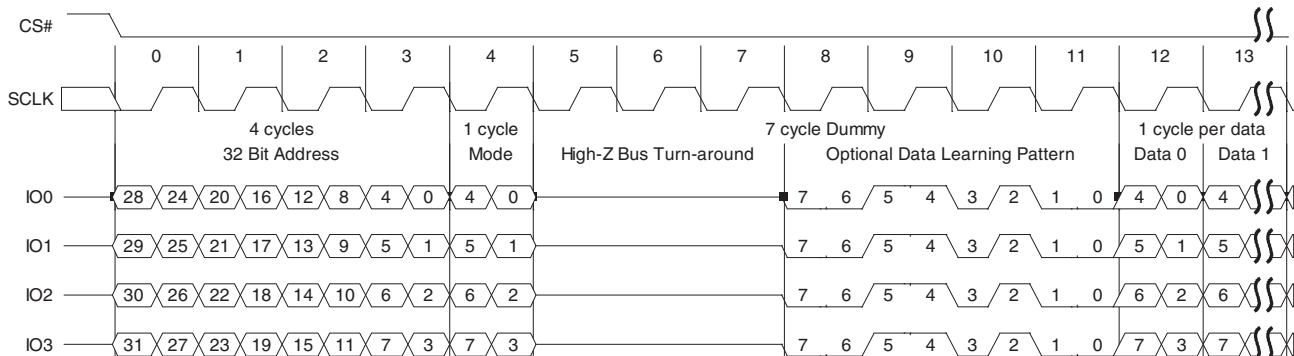 CS#
0 1 2 3 4 5 6 7 8 9 10 11 12 13
SCLK
4 cycles 1 cycle 7 cycle Dummy 1 cycle per data
32 Bit Address Mode High-Z Bus Turn-around Optional Data Learning Pattern Data 0 Data 1
IO0 28 24 20 16 12 8 4 0 4 0 7 6 5 4 3 2 1 0 4 0 4
IO1 29 25 21 17 13 9 5 1 5 1 7 6 5 4 3 2 1 0 5 1 5
IO2 30 26 22 18 14 10 6 2 6 2 7 6 5 4 3 2 1 0 6 2 6
IO3 31 27 23 19 15 11 7 3 7 3 7 6 5 4 3 2 1 0 7 3 7